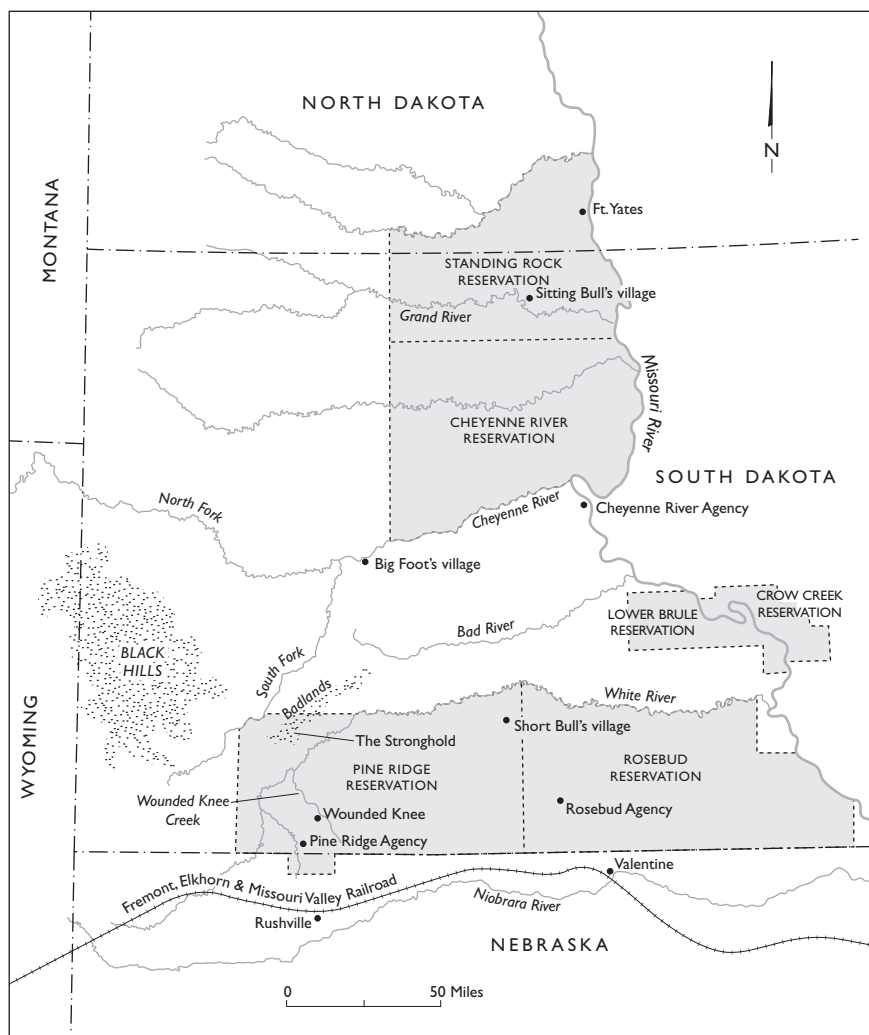 NORTH DAKOTA
N
MONTANA
Ft. Yates
STANDING ROCK
RESERVATION
Sitting Bull's village
Grand River
Missouri River
CHEYENNE RIVER
RESERVATION
SOUTH DAKOTA
North Fork
Cheyenne River
Cheyenne River Agency
Big Foot's village
CROW CREEK
RESERVATION
LOWER BRULE
RESERVATION
Bad River
BLACK
HILLS
South Fork
Badlands
White River
WYOMING
Short Bull's village
The Stronghold
PINE RIDGE
RESERVATION
ROSEBUD
RESERVATION
Wounded Knee
Creek
Rosebud Agency
Wounded Knee
Pine Ridge Agency
Valentine
Fremont, Elkhorn & Missouri Valley Railroad
Niobrara River
Rushville
NEBRASKA
0 50 Miles